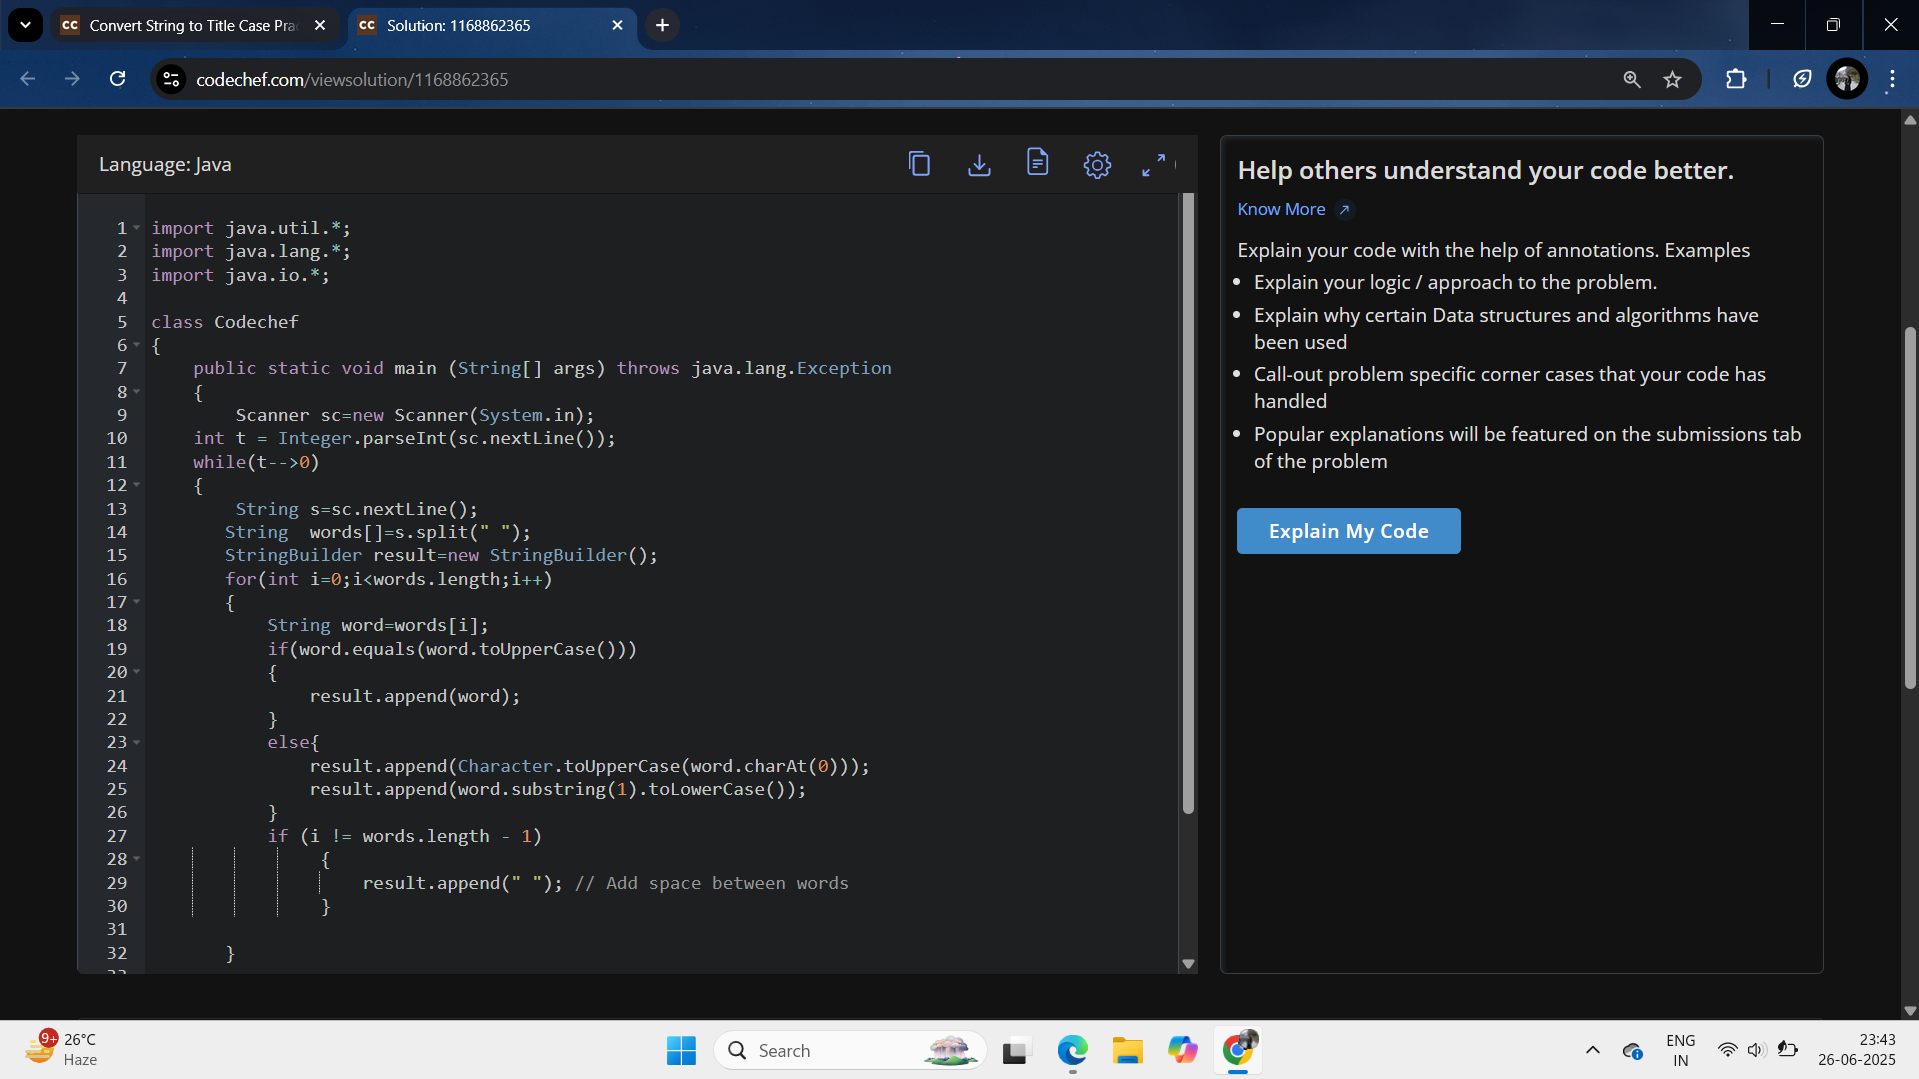 CC Convert String to Title Case Pra
CC Solution: 1168862365
codechef.com/viewsolution/1168862365
Language: Java
1 import java.util.*;
2 import java.lang.*;
3 import java.io.*;
4
5 class Codechef
6 {
7 public static void main (String[] args) throws java.lang.Exception
8 {
9 Scanner sc=new Scanner(System.in);
10 int t = Integer.parseInt(sc.nextLine());
11 while(t-->0)
12 {
13 String s=sc.nextLine();
14 String  words[]=s.split(" ");
15 StringBuilder result=new StringBuilder();
16 for(int i=0;i<words.length;i++)
17 {
18 String word=words[i];
19 if(word.equals(word.toUpperCase()))
20 {
21 result.append(word);
22 }
23 else{
24 result.append(Character.toUpperCase(word.charAt(0)));
25 result.append(word.substring(1).toLowerCase());
26 }
27 if (i != words.length - 1)
28 {
29 result.append(" "); // Add space between words
30 }
31
32 }
Help others understand your code better.
Know More
Explain your code with the help of annotations. Examples
• Explain your logic / approach to the problem.
• Explain why certain Data structures and algorithms have
been used
• Call-out problem specific corner cases that your code has
handled
• Popular explanations will be featured on the submissions tab
of the problem
Explain My Code
9+
26°C
Haze
Search
ENG
IN
23:43
26-06-2025